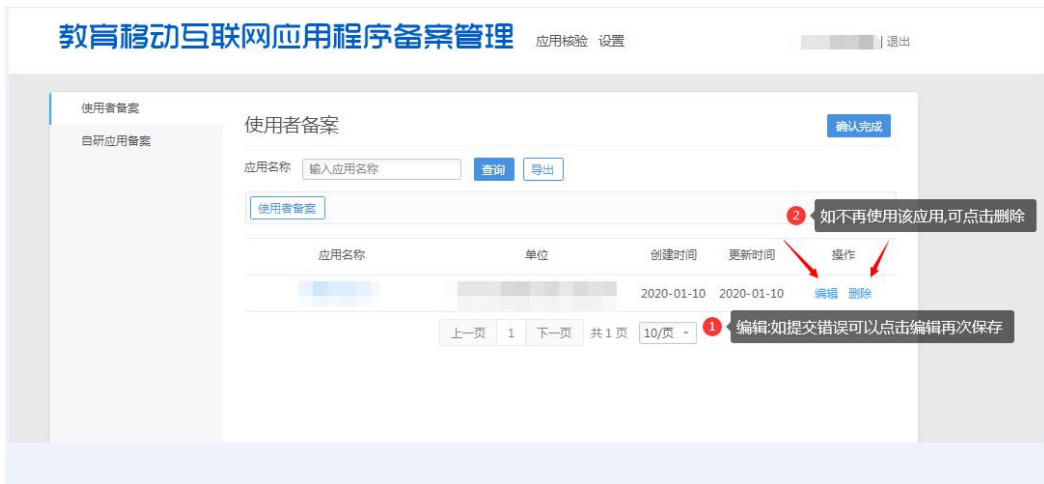 教育移动互联网应用程序备案管理 应用核验 设置 | 退出
使用者备案
自研应用备案
使用者备案 确认完成
应用名称 输入应用名称 查询 导出
使用者备案
2 如不再使用该应用,可点击删除
应用名称 单位 创建时间 更新时间 操作
2020-01-10 2020-01-10 编辑 删除
上一页 1 下一页 共1页 10/页
1 编辑:如提交错误可以点击编辑再次保存